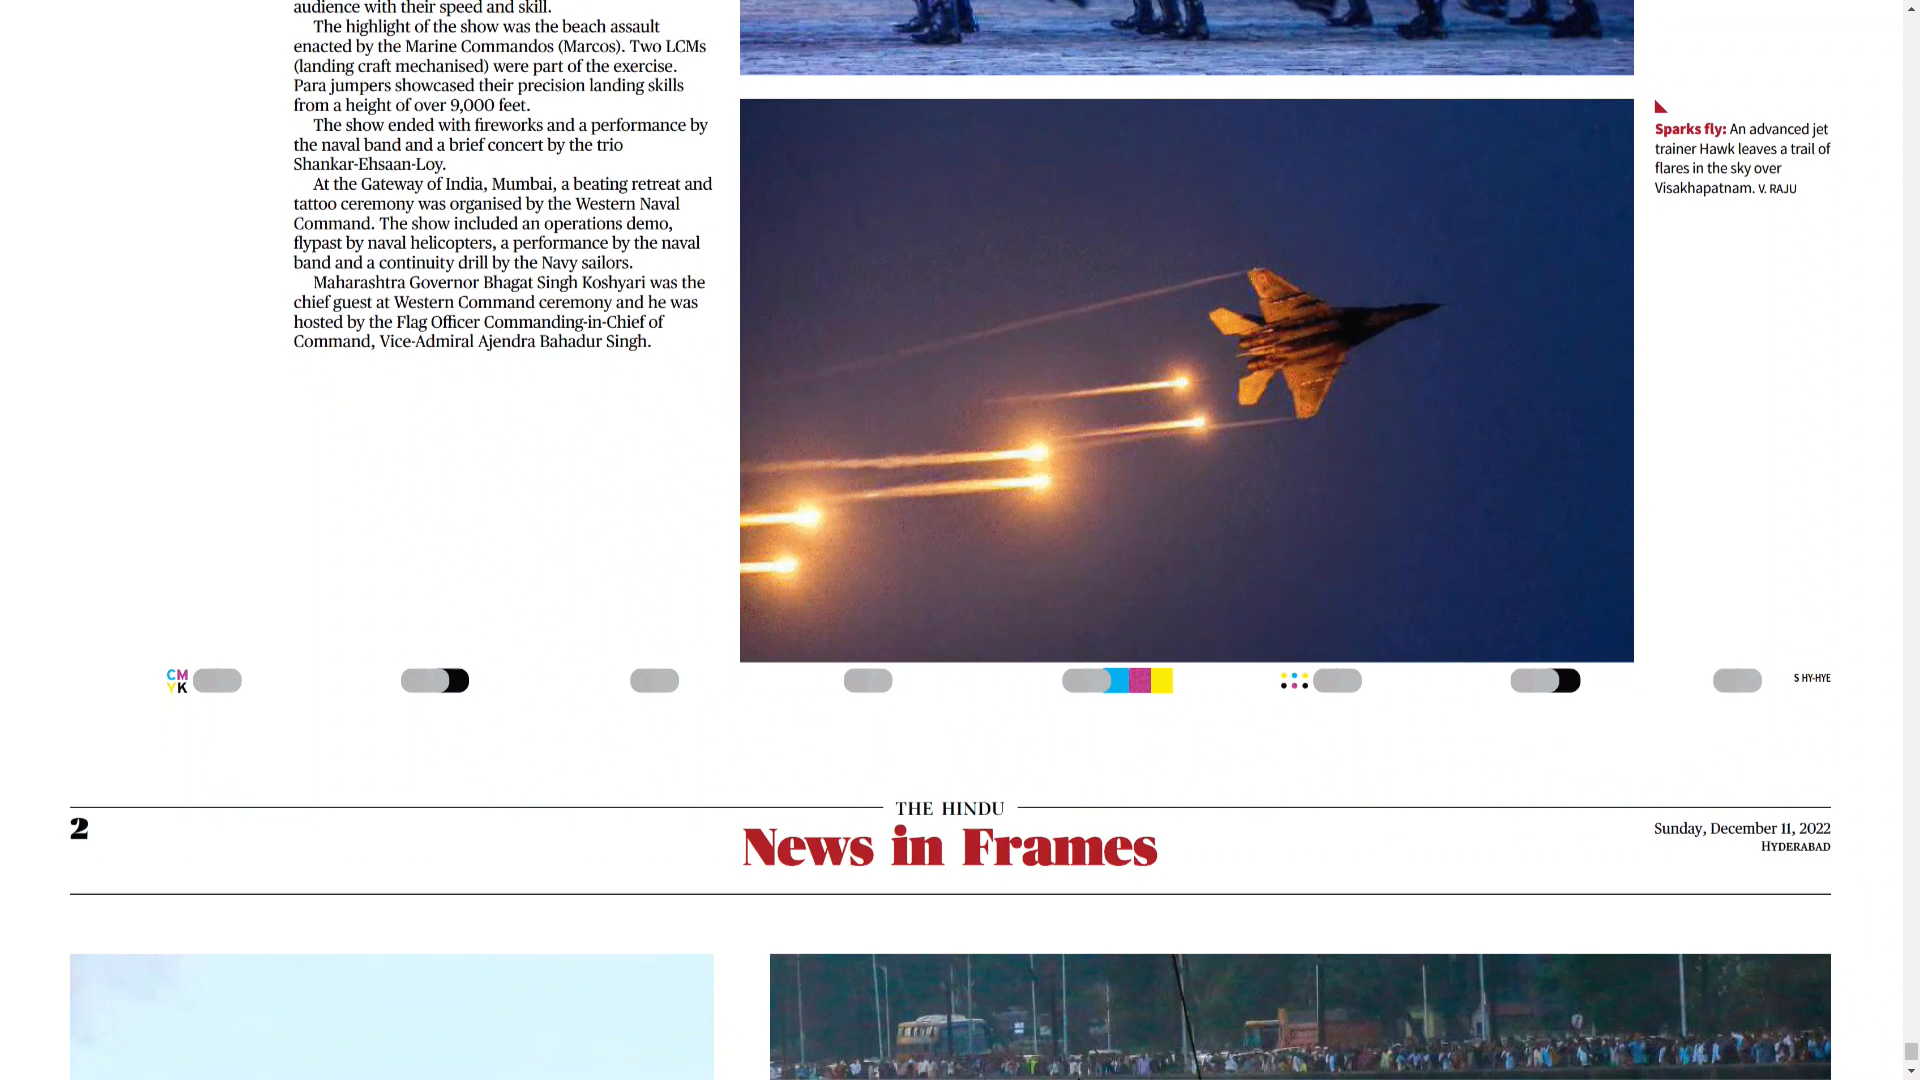 audience with their speed and skill.
The highlight of the show was the beach assault
enacted by the Marine Commandos (Marcos). Two LCMs
(landing craft mechanised) were part of the exercise.
Para jumpers showcased their precision landing skills
from a height of over 9,000 feet.
The show ended with fireworks and a performance by
the naval band and a brief concert by the trio
Shankar-Ehsaan-Loy.
At the Gateway of India, Mumbai, a beating retreat and
tattoo ceremony was organised by the Western Naval
Command. The show included an operations demo,
flypast by naval helicopters, a performance by the naval
band and a continuity drill by the Navy sailors.
Maharashtra Governor Bhagat Singh Koshyari was the
chief guest at Western Command ceremony and he was
hosted by the Flag Officer Commanding-in-Chief of
Command, Vice-Admiral Ajendra Bahadur Singh.
Sparks fly: An advanced jet
trainer Hawk leaves a trail of
flares in the sky over
Visakhapatnam. V. RAJU
CM
YK
S HY-HYE
2
THE HINDU
News in Frames
Sunday, December 11, 2022
HYDERABAD